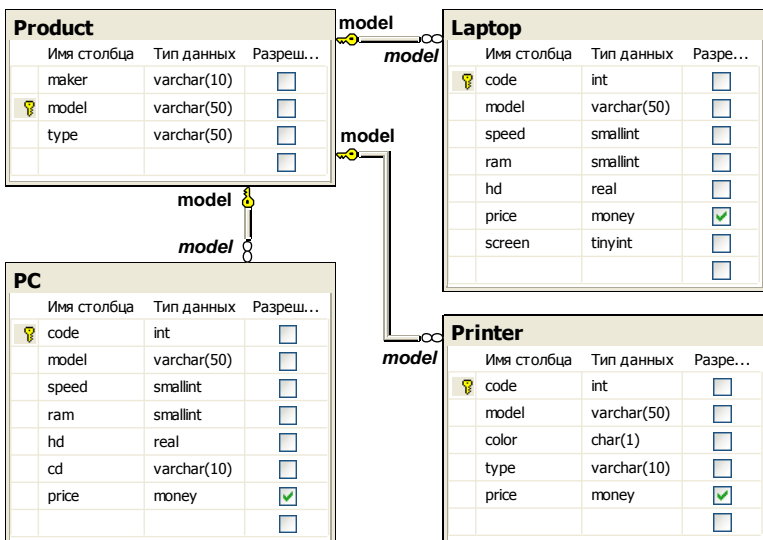 Product
Имя столбца Тип данных Разреш...
maker varchar(10)
model varchar(50)
type varchar(50)
model
model
Laptop
Имя столбца Тип данных Разре...
code int
model varchar(50)
speed smallint
ram smallint
hd real
price money
screen tinyint
model
model
model
model
PC
Имя столбца Тип данных Разреш...
code int
model varchar(50)
speed smallint
ram smallint
hd real
cd varchar(10)
price money
Printer
Имя столбца Тип данных Разре...
code int
model varchar(50)
color char(1)
type varchar(10)
price money